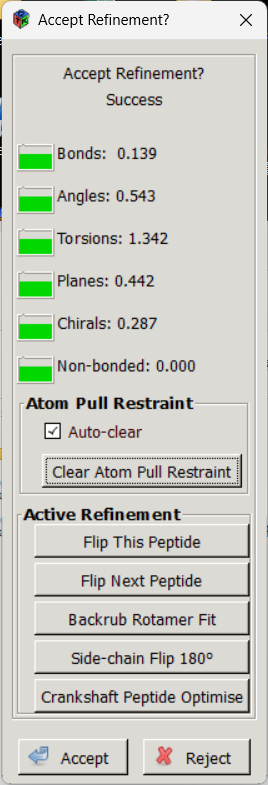 Accept Refinement?
Accept Refinement?
Success
Bonds: 0.139
Angles: 0.543
Torsions: 1.342
Planes: 0.442
Chirals: 0.287
Non-bonded: 0.000
Atom Pull Restraint
Auto-clear
Clear Atom Pull Restraint
Active Refinement
Flip This Peptide
Flip Next Peptide
Backrub Rotamer Fit
Side-chain Flip 180º
Crankshaft Peptide Optimise
Accept Reject